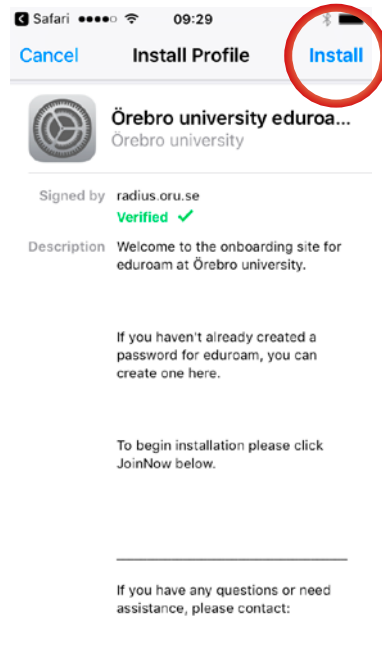 Safari 09:29
Cancel Install Profile Install
Örebro university eduroa...
Örebro university
Signed by radius.oru.se
Verified
Description Welcome to the onboarding site for
eduroam at Örebro university.
If you haven't already created a
password for eduroam, you can
create one here.
To begin installation please click
JoinNow below.
If you have any questions or need
assistance, please contact: